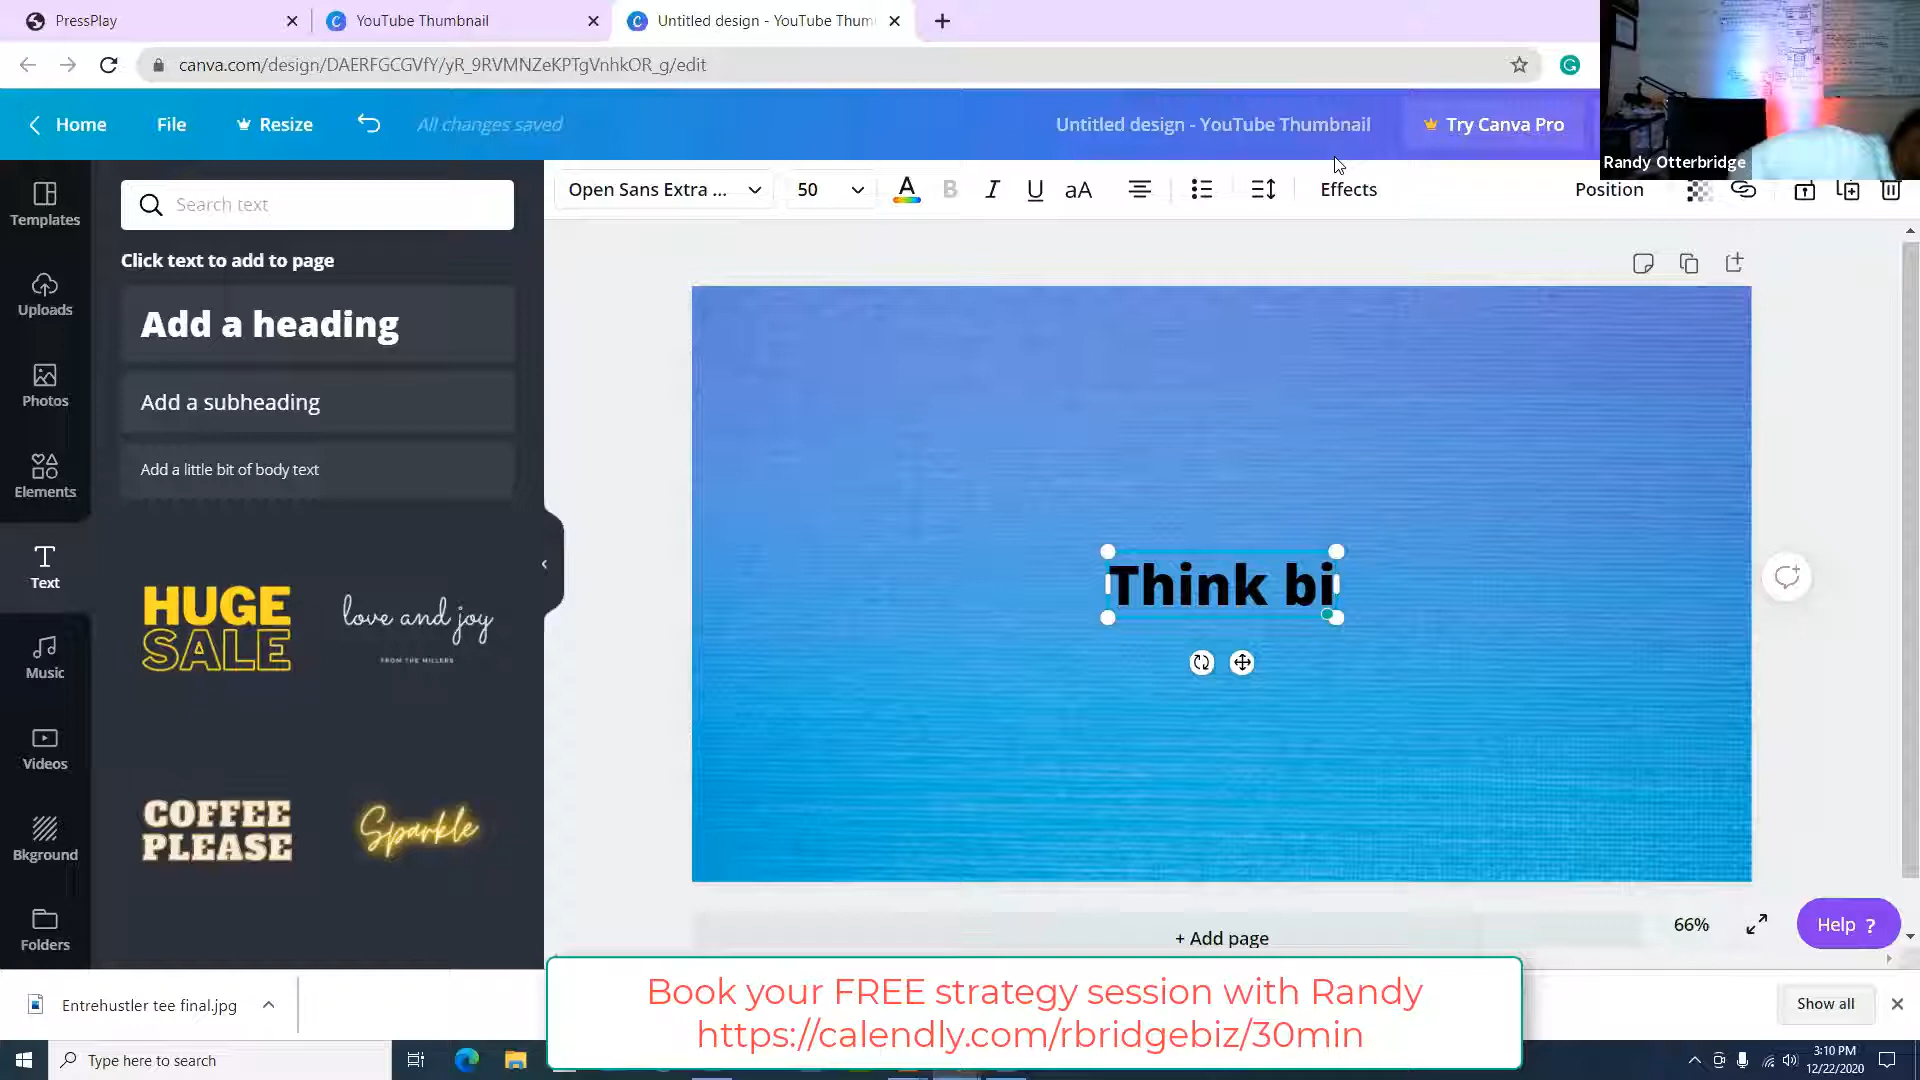 PressPlay
YouTube Thumbnail
Untitled design - YouTube Thum
canva.com/design/DAERFGCGVfY/yR_9RVMNZeKPTgVnhkOR_g/edit
Home
File
Resize
All changes saved
Untitled design - YouTube Thumbnail
Try Canva Pro
Randy Otterbridge
Templates
Uploads
Photos
Elements
Text
Music
Videos
Bkground
Folders
Search text
Click text to add to page
Add a heading
Add a subheading
Add a little bit of body text
HUGE
SALE
love and joy
FROM THE MILLERS
COFFEE
PLEASE
Sparkle
Open Sans Extra ...
50
A
B
I
U
aA
Effects
Position
Think bi
+ Add page
66%
Help ?
Entrehustler tee final.jpg
Show all
Book your FREE strategy session with Randy
https://calendly.com/rbridgebiz/30min
Type here to search
3:10 PM
12/22/2020